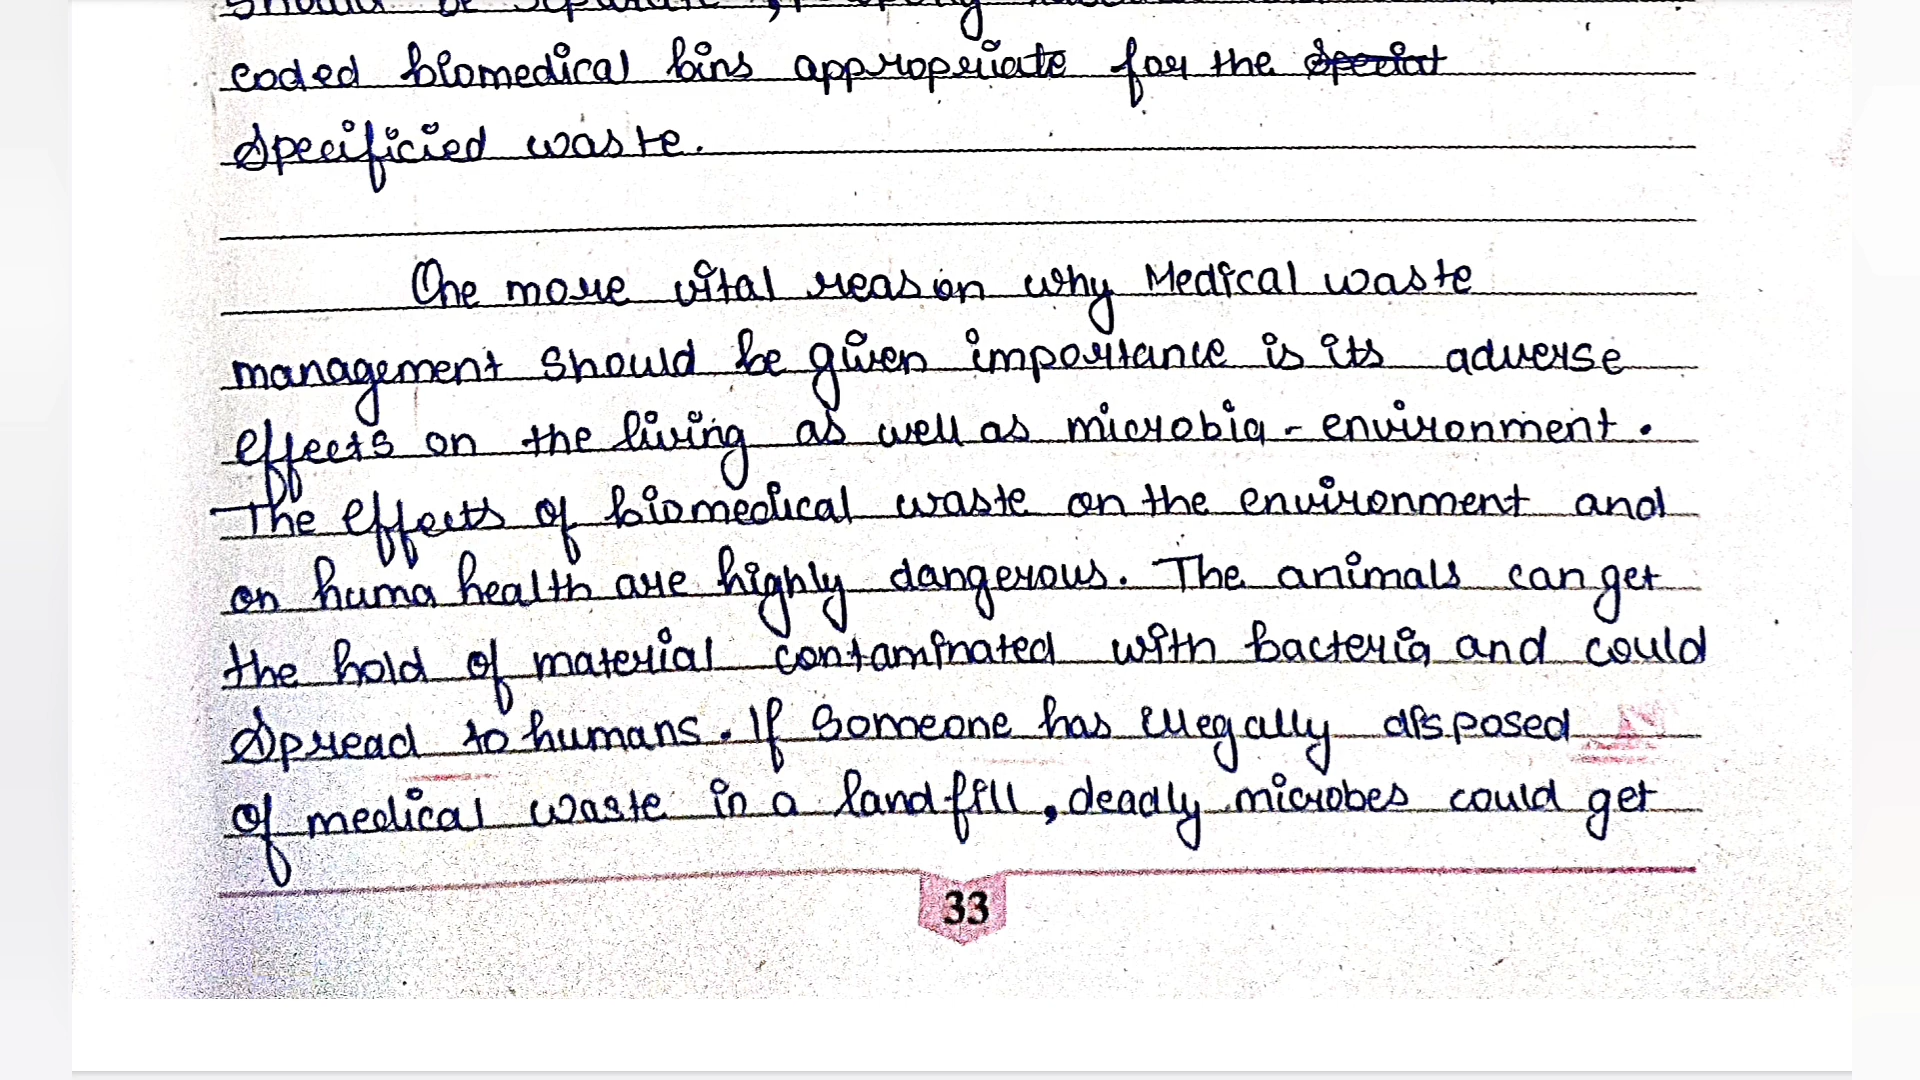 should be separate
coded biomedical bins appropriate for the
specificied waste.
One more vital reason why Medical waste
management should be given importance is its adverse
effects on the living as well as microbia - environment.
The effects of biomedical waste on the environment and
on huma health are highly dangerous. The animals can get
the hold of material contaminated with bacteria and could
spread to humans. If someone has illegally disposed
of medical waste in a landfill, deadly microbes could get
33